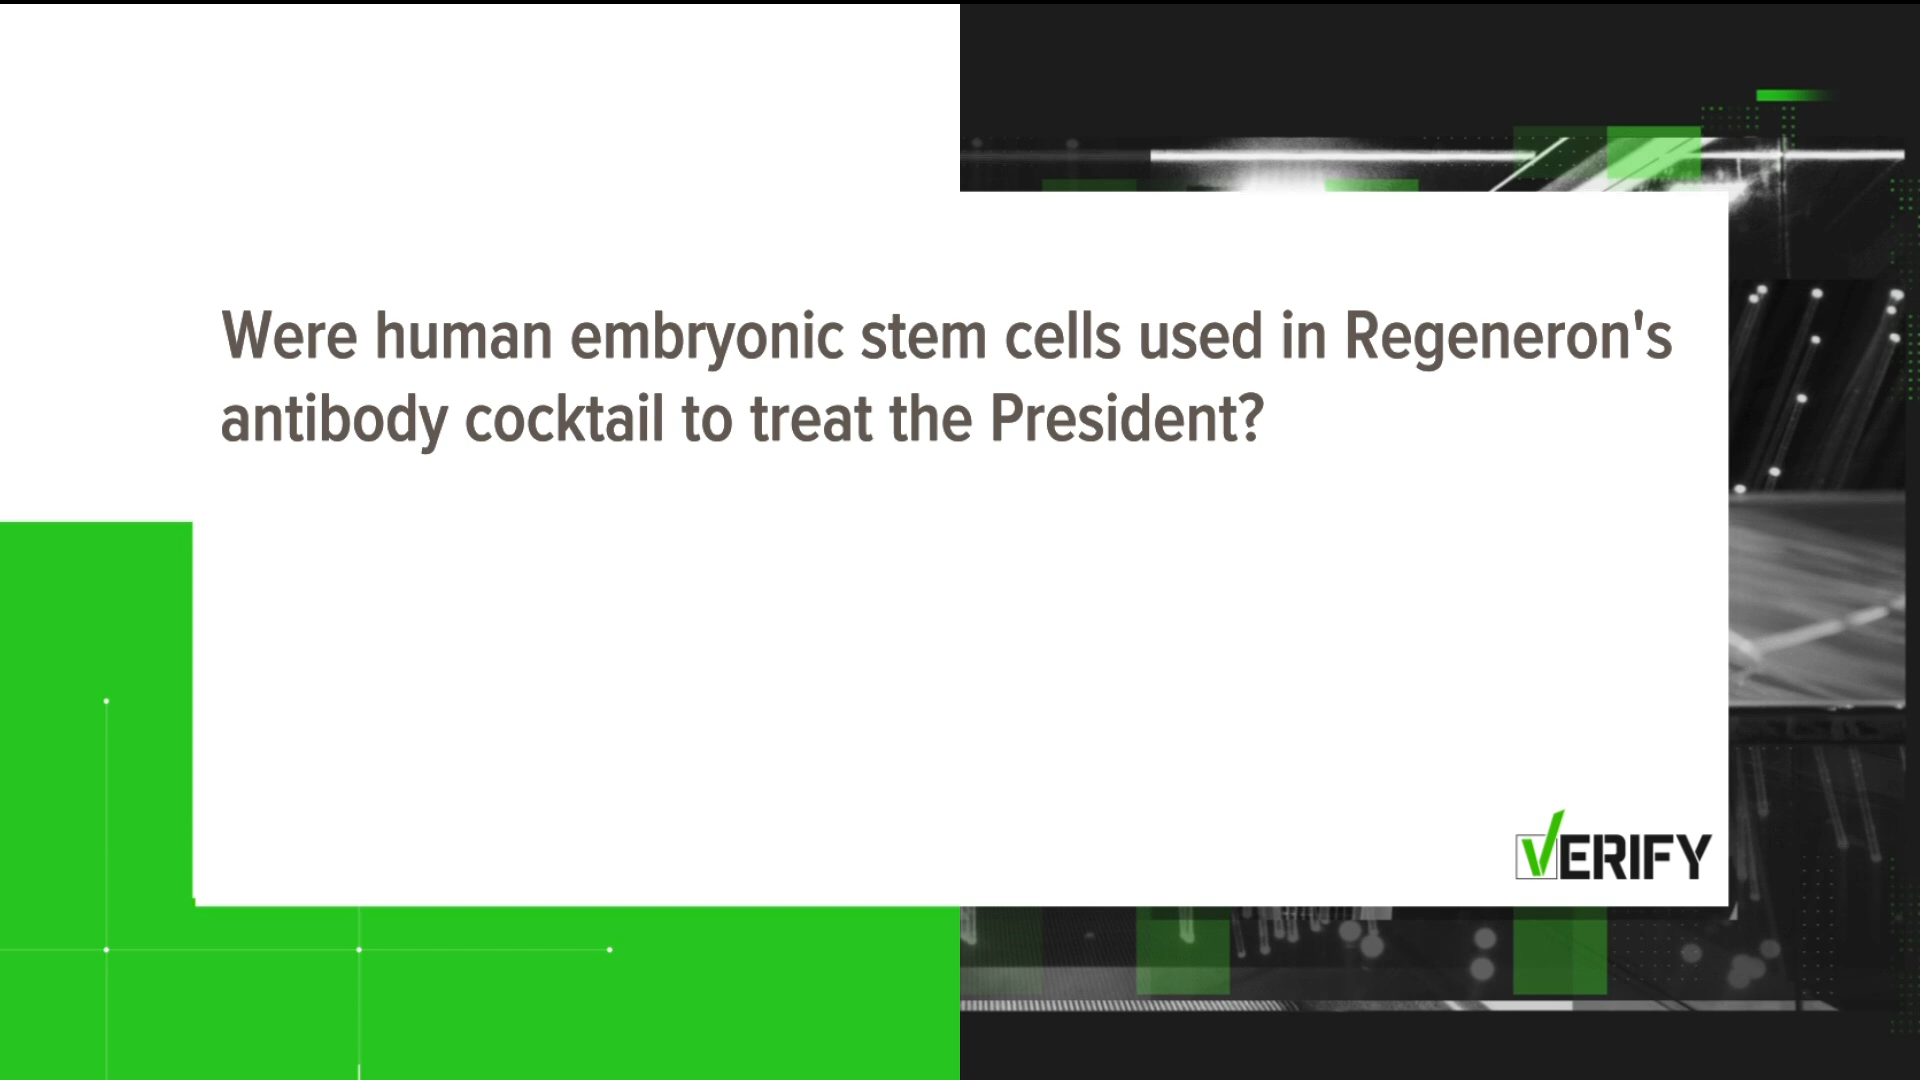 Were human embryonic stem cells used in Regeneron's
antibody cocktail to treat the President?
VERIFY